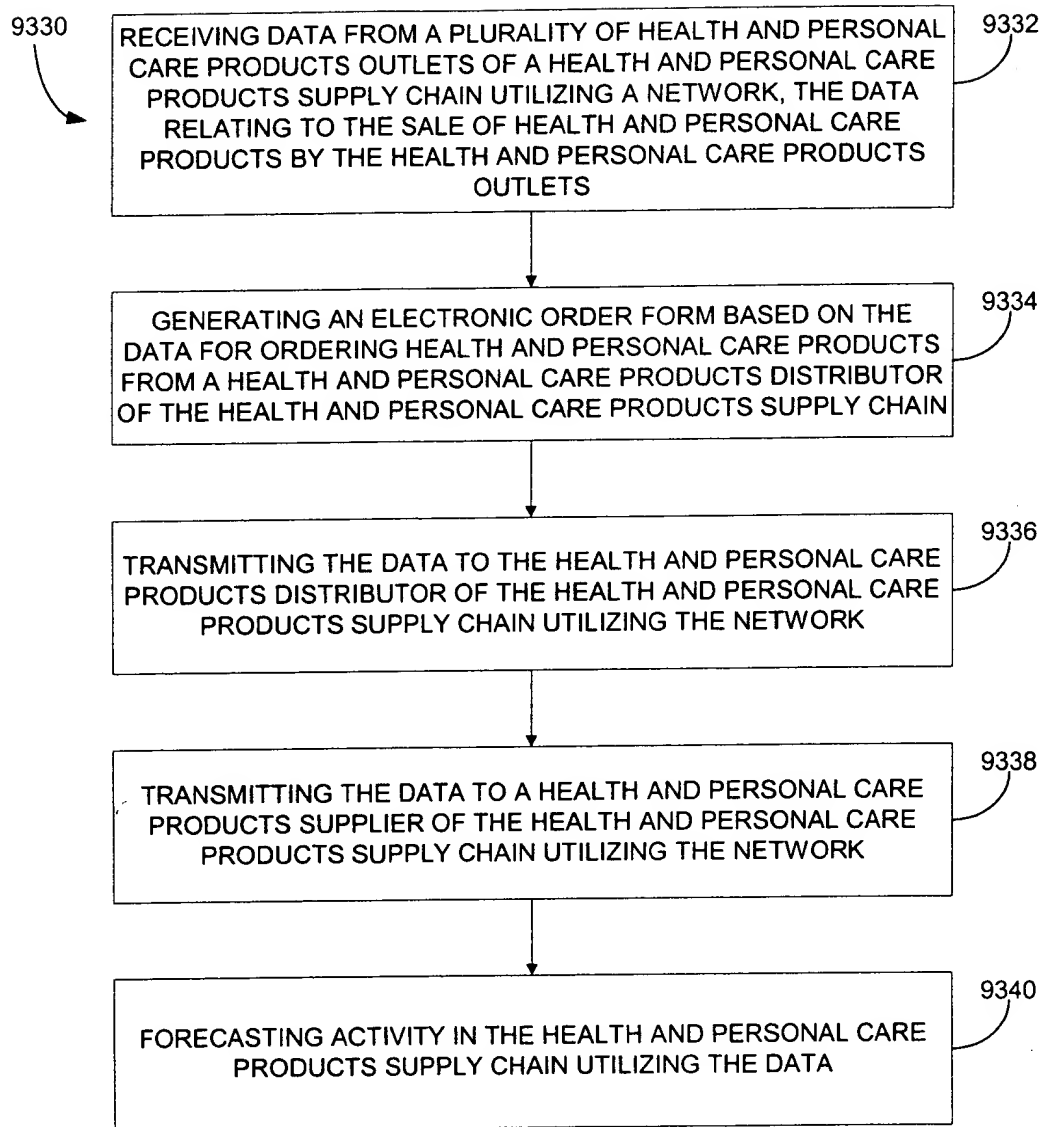 9330
9332
RECEIVING DATA FROM A PLURALITY OF HEALTH AND PERSONAL
CARE PRODUCTS OUTLETS OF A HEALTH AND PERSONAL CARE
PRODUCTS SUPPLY CHAIN UTILIZING A NETWORK, THE DATA
RELATING TO THE SALE OF HEALTH AND PERSONAL CARE
PRODUCTS BY THE HEALTH AND PERSONAL CARE PRODUCTS
OUTLETS
9334
GENERATING AN ELECTRONIC ORDER FORM BASED ON THE
DATA FOR ORDERING HEALTH AND PERSONAL CARE PRODUCTS
FROM A HEALTH AND PERSONAL CARE PRODUCTS DISTRIBUTOR
OF THE HEALTH AND PERSONAL CARE PRODUCTS SUPPLY CHAIN
9336
TRANSMITTING THE DATA TO THE HEALTH AND PERSONAL CARE
PRODUCTS DISTRIBUTOR OF THE HEALTH AND PERSONAL CARE
PRODUCTS SUPPLY CHAIN UTILIZING THE NETWORK
9338
TRANSMITTING THE DATA TO A HEALTH AND PERSONAL CARE
PRODUCTS SUPPLIER OF THE HEALTH AND PERSONAL CARE
PRODUCTS SUPPLY CHAIN UTILIZING THE NETWORK
9340
FORECASTING ACTIVITY IN THE HEALTH AND PERSONAL CARE
PRODUCTS SUPPLY CHAIN UTILIZING THE DATA